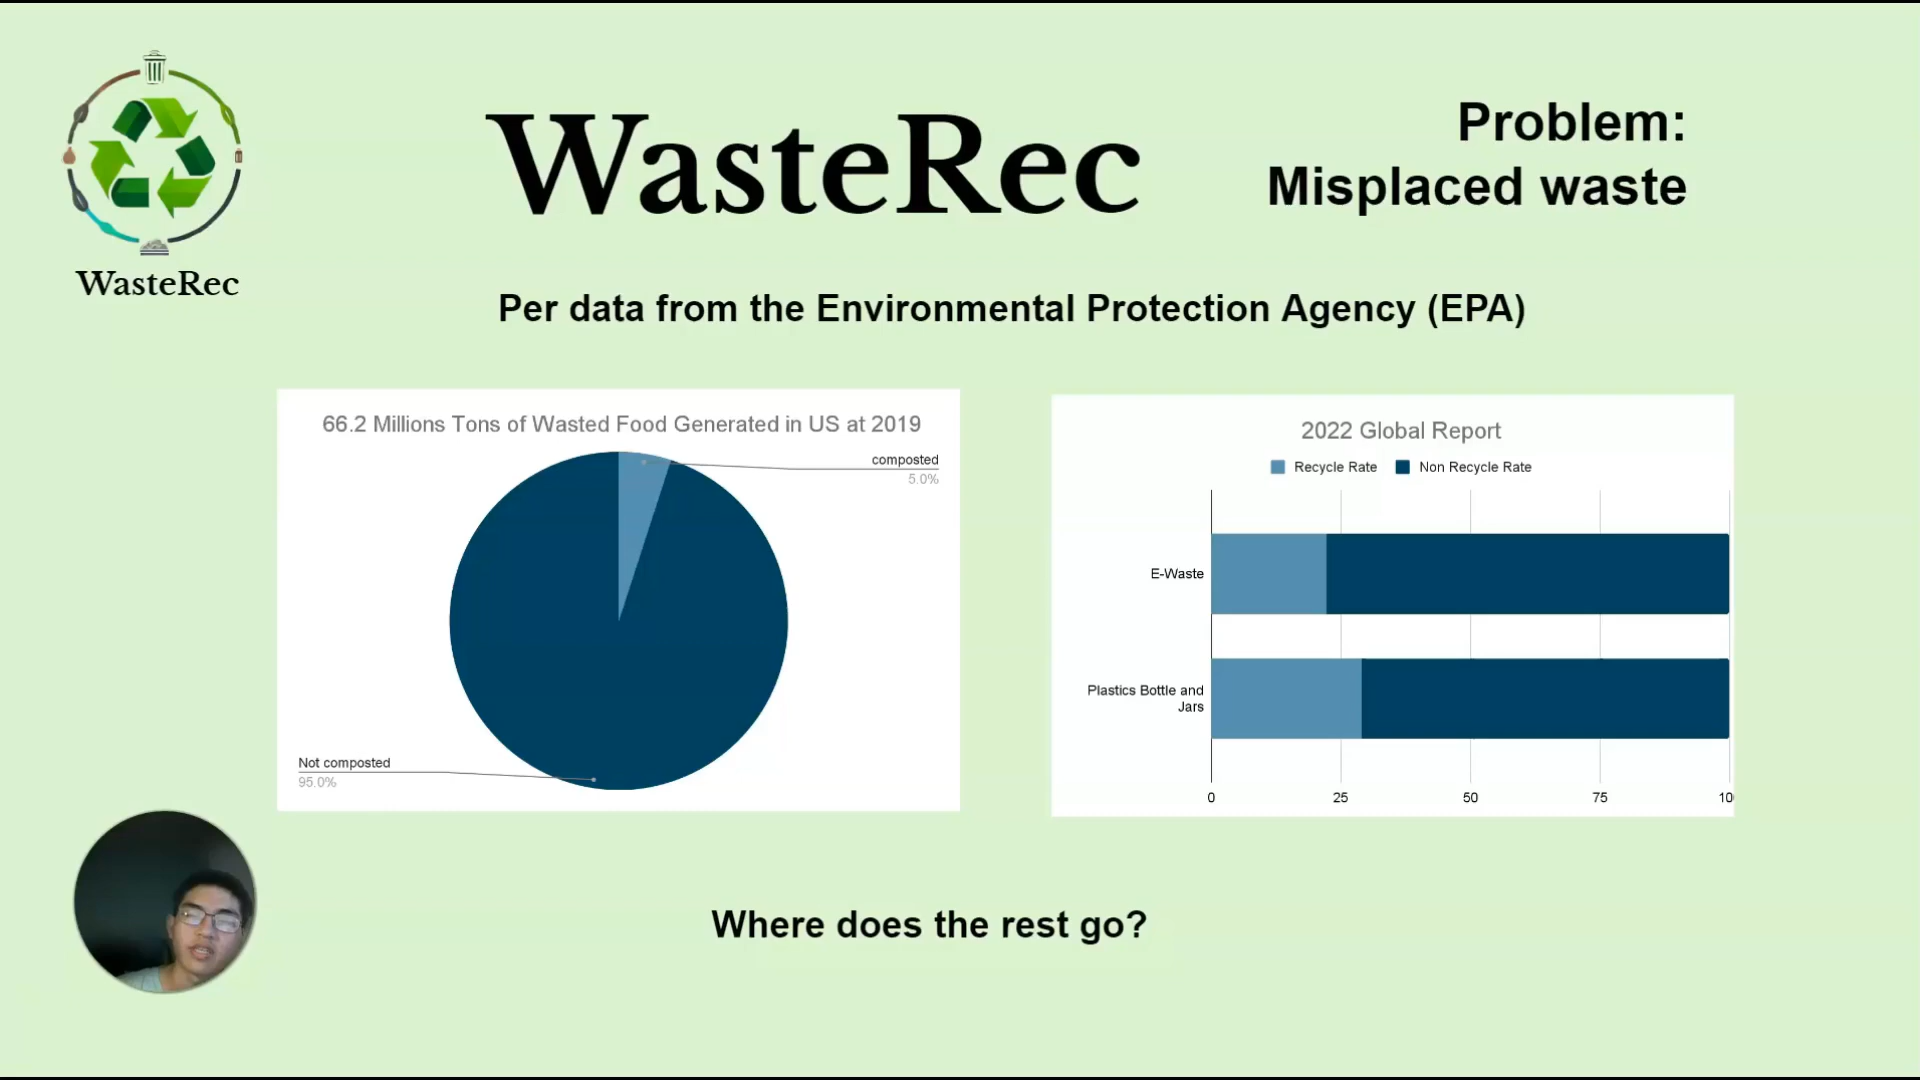 WasteRec
WasteRec
Problem:
Misplaced waste
Per data from the Environmental Protection Agency (EPA)
66.2 Millions Tons of Wasted Food Generated in US at 2019
composted
5.0%
Not composted
95.0%
2022 Global Report
Recycle Rate Non Recycle Rate
E-Waste
Plastics Bottle and
Jars
0 25 50 75 10
Where does the rest go?